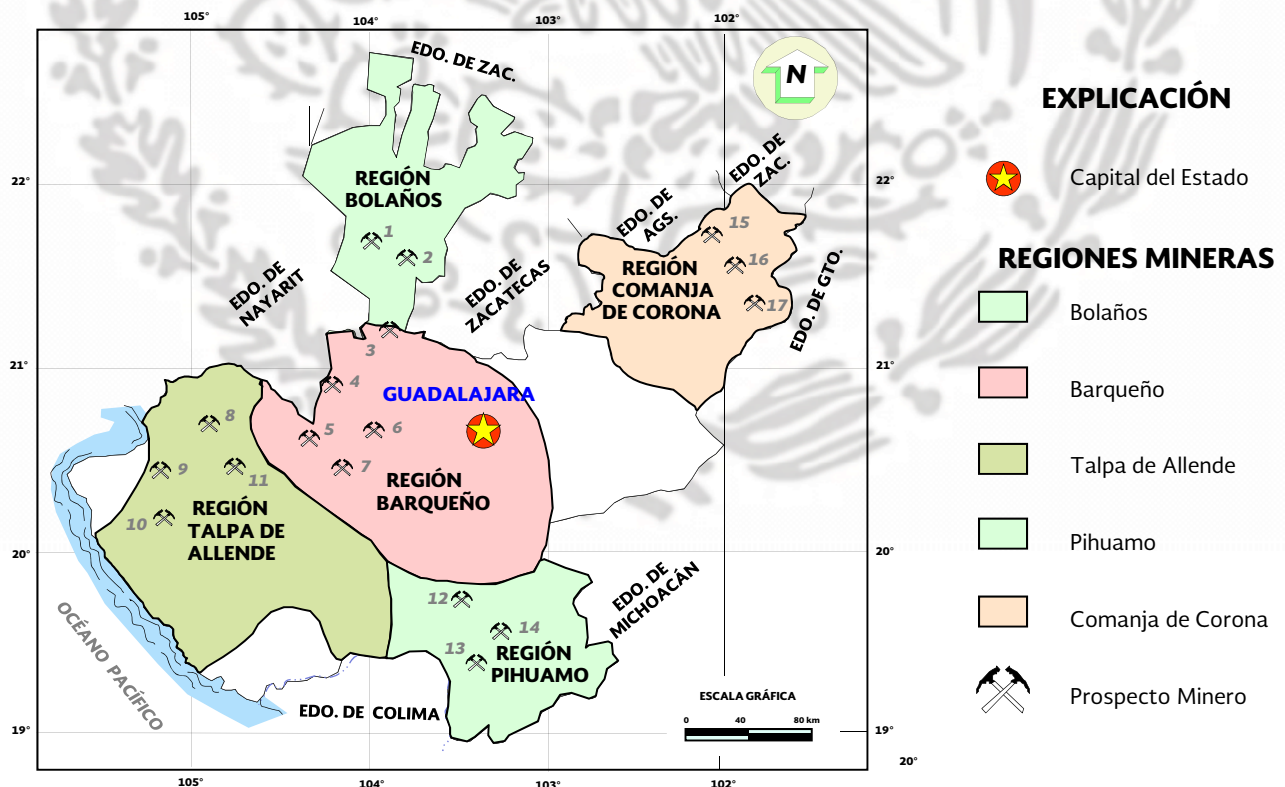 105°
104°
103°
102°
EDO. DE ZAC.
N
EXPLICACIÓN
Capital del Estado
22°
REGIÓN
BOLAÑOS
EDO. DE
ZAC.
22°
EDO. DE
AGS.
15
16
17
1
2
REGIÓN
COMANJA
DE CORONA
REGIONES MINERAS
Bolaños
Barqueño
Talpa de Allende
Pihuamo
Comanja de Corona
Prospecto Minero
EDO. DE
NAYARIT
EDO. DE
ZACATECAS
EDO. DE GTO.
3
21°
21°
4
GUADALAJARA
5
6
7
8
9
10
11
REGIÓN
BARQUEÑO
REGIÓN
TALPA DE
ALLENDE
20°
20°
EDO. DE
MICHOACÁN
12
13
14
REGIÓN
PIHUAMO
OCÉANO PACÍFICO
EDO. DE COLIMA
ESCALA GRÁFICA
0 40 80 km
19°
19°
20°
105°
104°
103°
102°